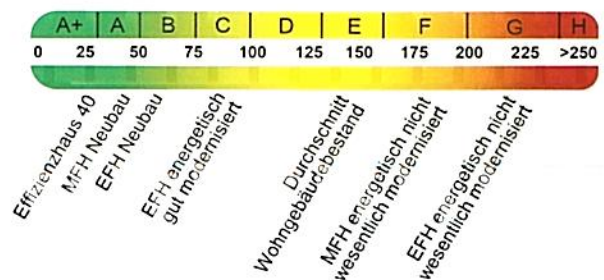 A+ A B C D E F G H
0 25 50 75 100 125 150 175 200 225 >250
Effizienzhaus 40
MFH Neubau
EFH Neubau
EFH energetisch
gut modernisiert
Durchschnitt
Wohngebäudebestand
MFH energetisch nicht
wesentlich modernisiert
EFH energetisch nicht
wesentlich modernisiert